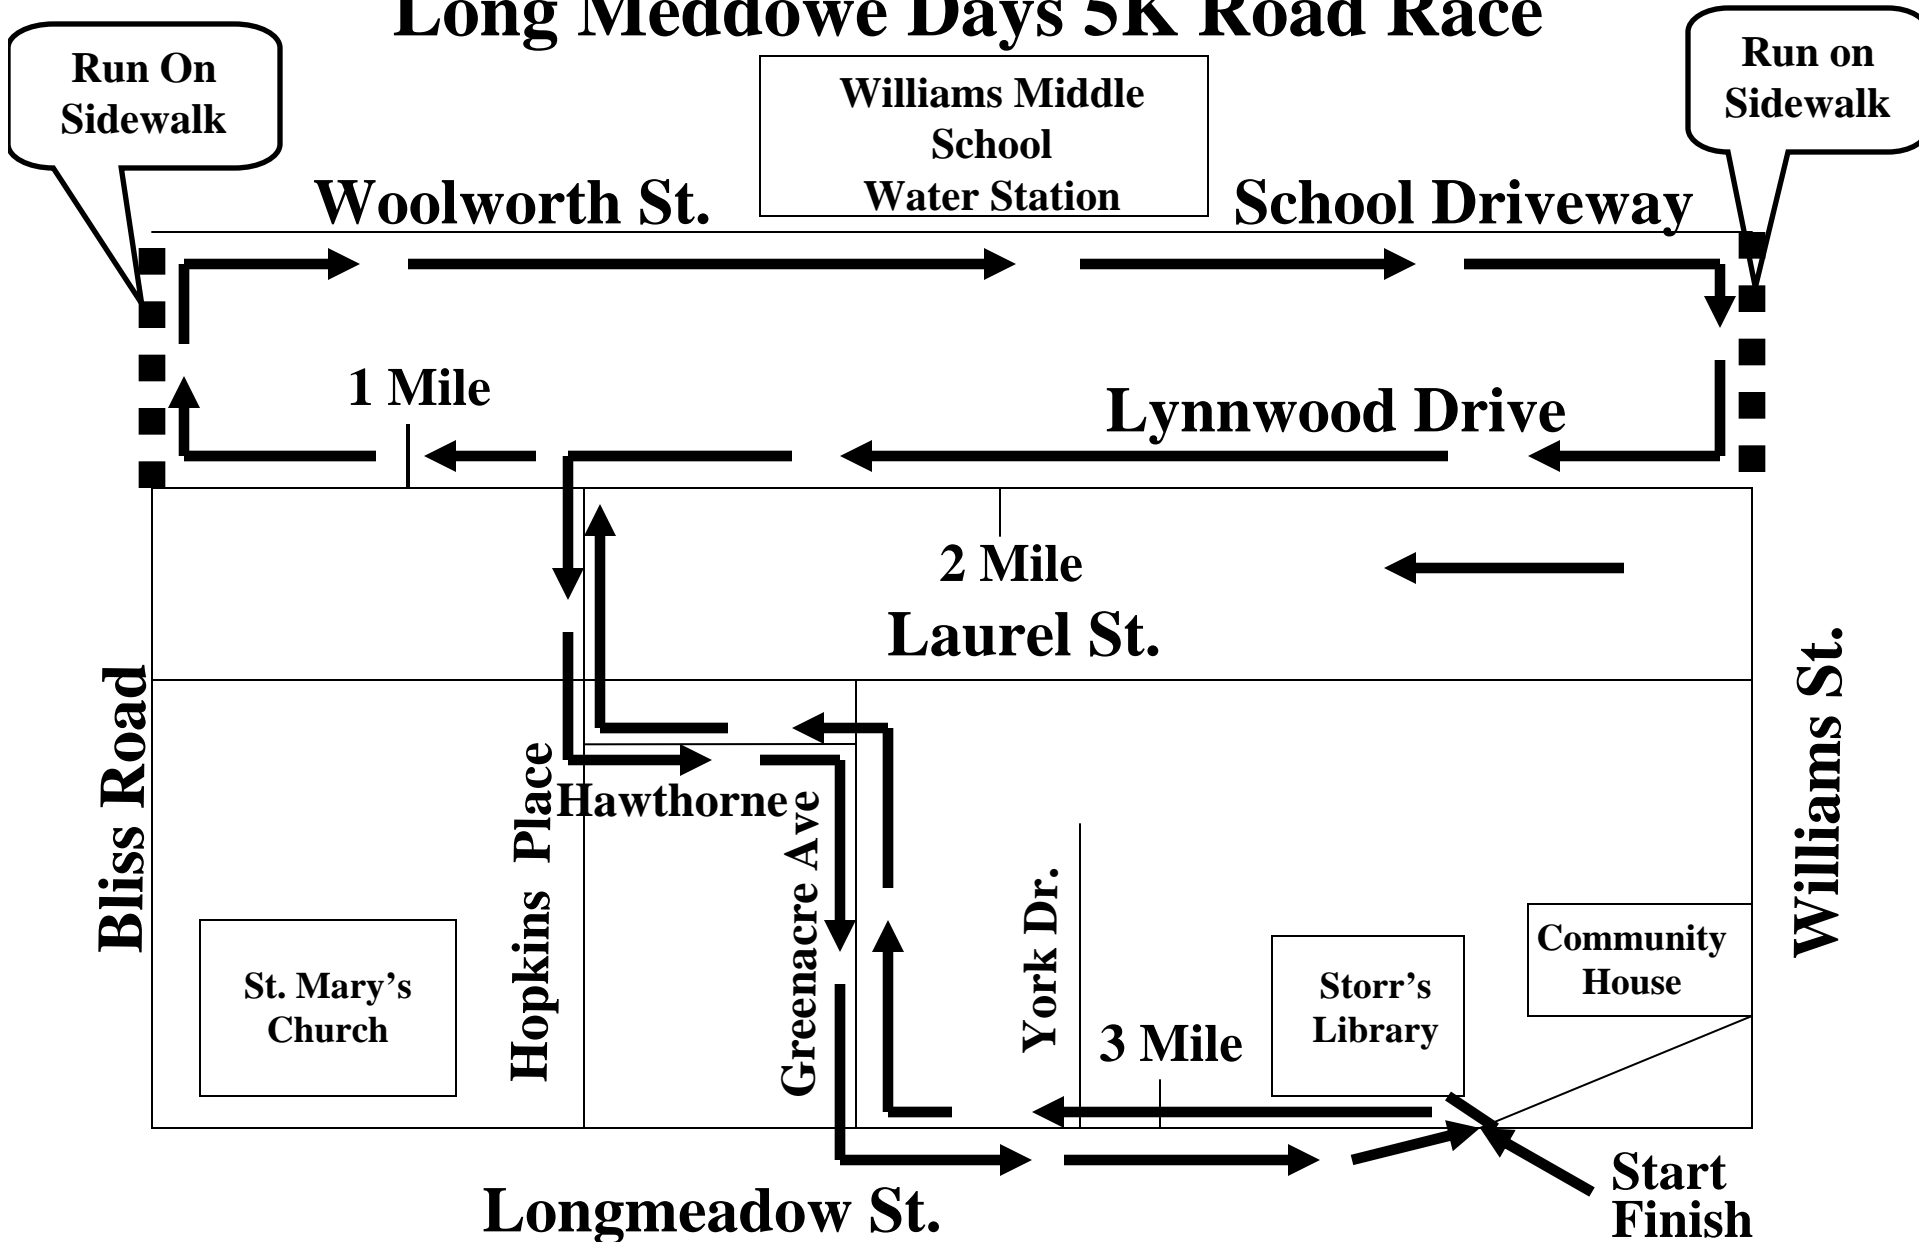 Long Meddowe Days 5K Road Race
Run On
Sidewalk
Run on
Sidewalk
Williams Middle
School
Water Station
Woolworth St.
School Driveway
1 Mile
Lynnwood Drive
2 Mile
Laurel St.
Bliss Road
Williams St.
Hopkins Place
Hawthorne
Greenacre Ave
York Dr.
St. Mary’s
Church
3 Mile
Storr’s
Library
Community
House
Longmeadow St.
Start
Finish